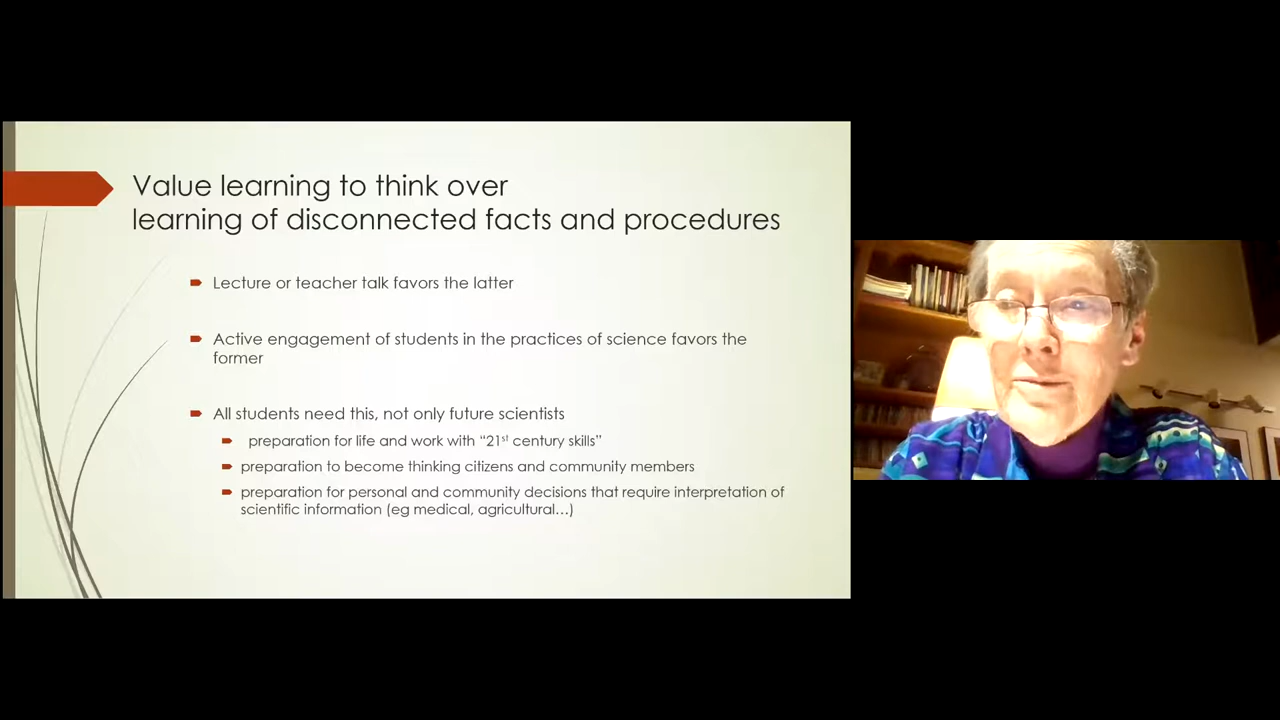 Value learning to think over
learning of disconnected facts and procedures
Lecture or teacher talk favors the latter
Active engagement of students in the practices of science favors the
former
All students need this, not only future scientists
preparation for life and work with “21st century skills”
preparation to become thinking citizens and community members
preparation for personal and community decisions that require interpretation of
scientific information (eg medical, agricultural…)